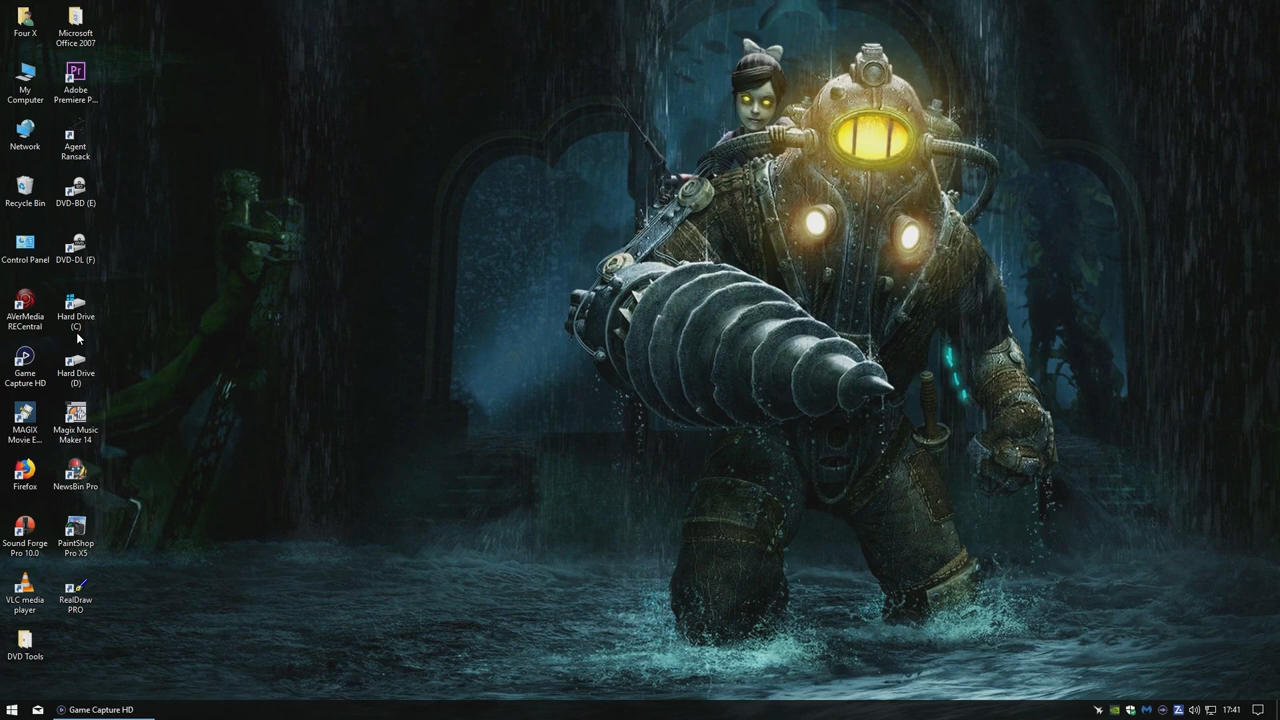 Four X
Microsoft
Office 2007
My
Computer
Pr
Adobe
Premiere P...
Network
Agent
Ransack
Recycle Bin
DVD-BD (E)
Control Panel
DVD-DL (F)
AVerMedia
RECentral
Hard Drive
(C)
Game
Capture HD
Hard Drive
(D)
MAGIX
Movie E...
Magix Music
Maker 14
Firefox
NewsBin Pro
Sound Forge
Pro 10.0
PaintShop
Pro X5
VLC media
player
RealDraw
PRO
DVD Tools
Game Capture HD
Z
17:41